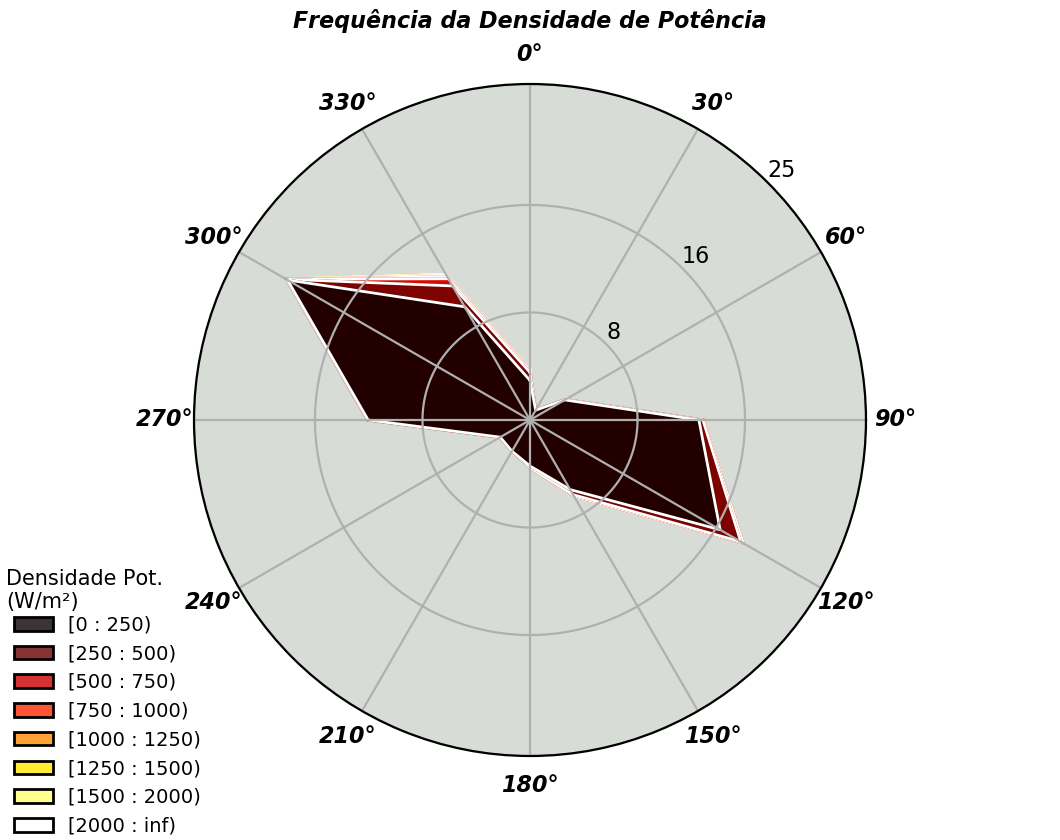 Frequência da Densidade de Potência
0°
330°
30°
25
300°
60°
16
8
270°
90°
240°
120°
210°
150°
180°
Densidade Pot.
(W/m²)
[0 : 250)
[250 : 500)
[500 : 750)
[750 : 1000)
[1000 : 1250)
[1250 : 1500)
[1500 : 2000)
[2000 : inf)